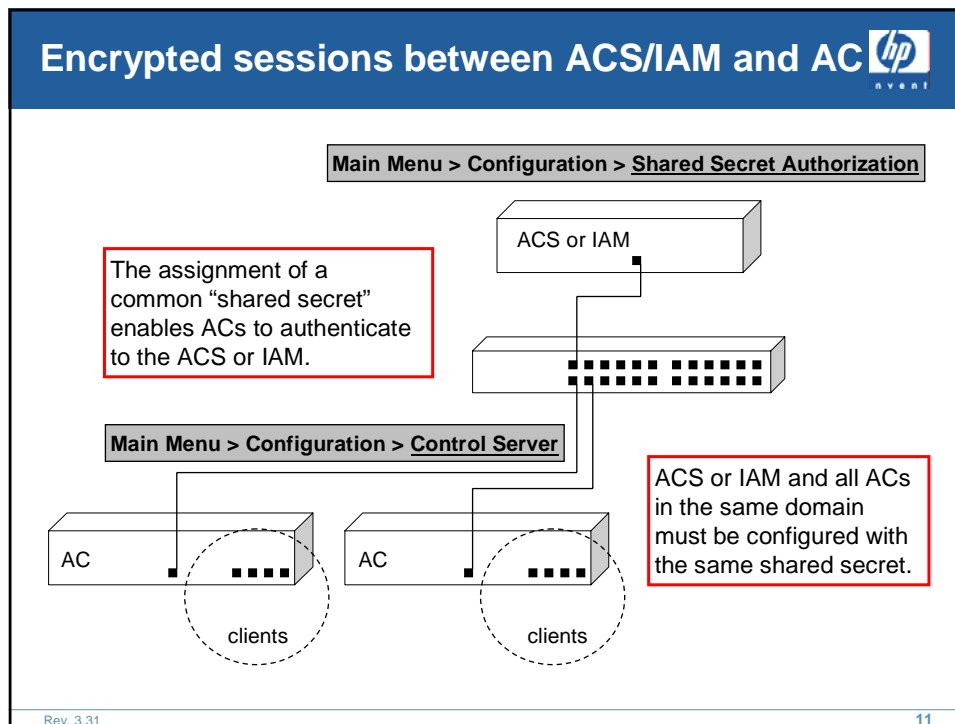 Encrypted sessions between ACS/IAM and AC
hp
n v e n t
Main Menu > Configuration > Shared Secret Authorization
ACS or IAM
The assignment of a
common “shared secret”
enables ACs to authenticate
to the ACS or IAM.
Main Menu > Configuration > Control Server
ACS or IAM and all ACs
in the same domain
must be configured with
the same shared secret.
AC
AC
clients
clients
Rev. 3.31
11